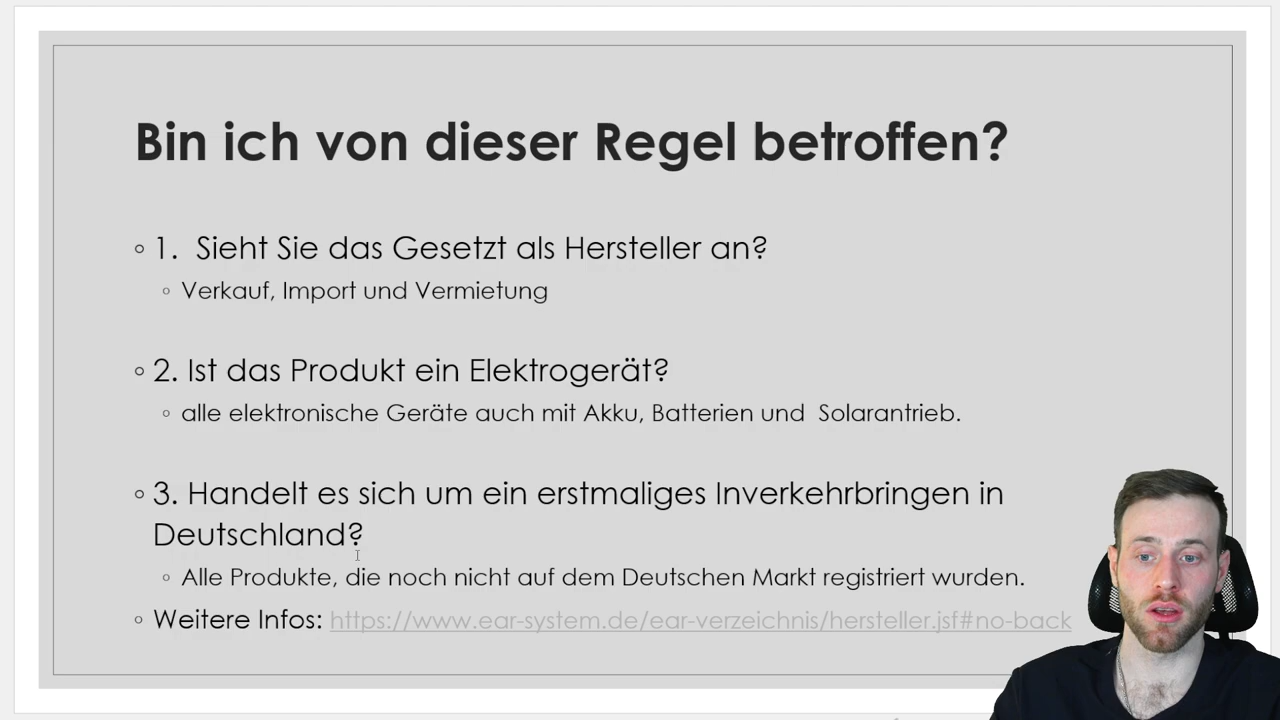 Bin ich von dieser Regel betroffen?
◦ 1.  Sieht Sie das Gesetzt als Hersteller an?
◦ Verkauf, Import und Vermietung
◦ 2. Ist das Produkt ein Elektrogerät?
◦ alle elektronische Geräte auch mit Akku, Batterien und  Solarantrieb.
◦ 3. Handelt es sich um ein erstmaliges Inverkehrbringen in
Deutschland?
◦ Alle Produkte, die noch nicht auf dem Deutschen Markt registriert wurden.
◦ Weitere Infos: https://www.ear-system.de/ear-verzeichnis/hersteller.jsf#no-back